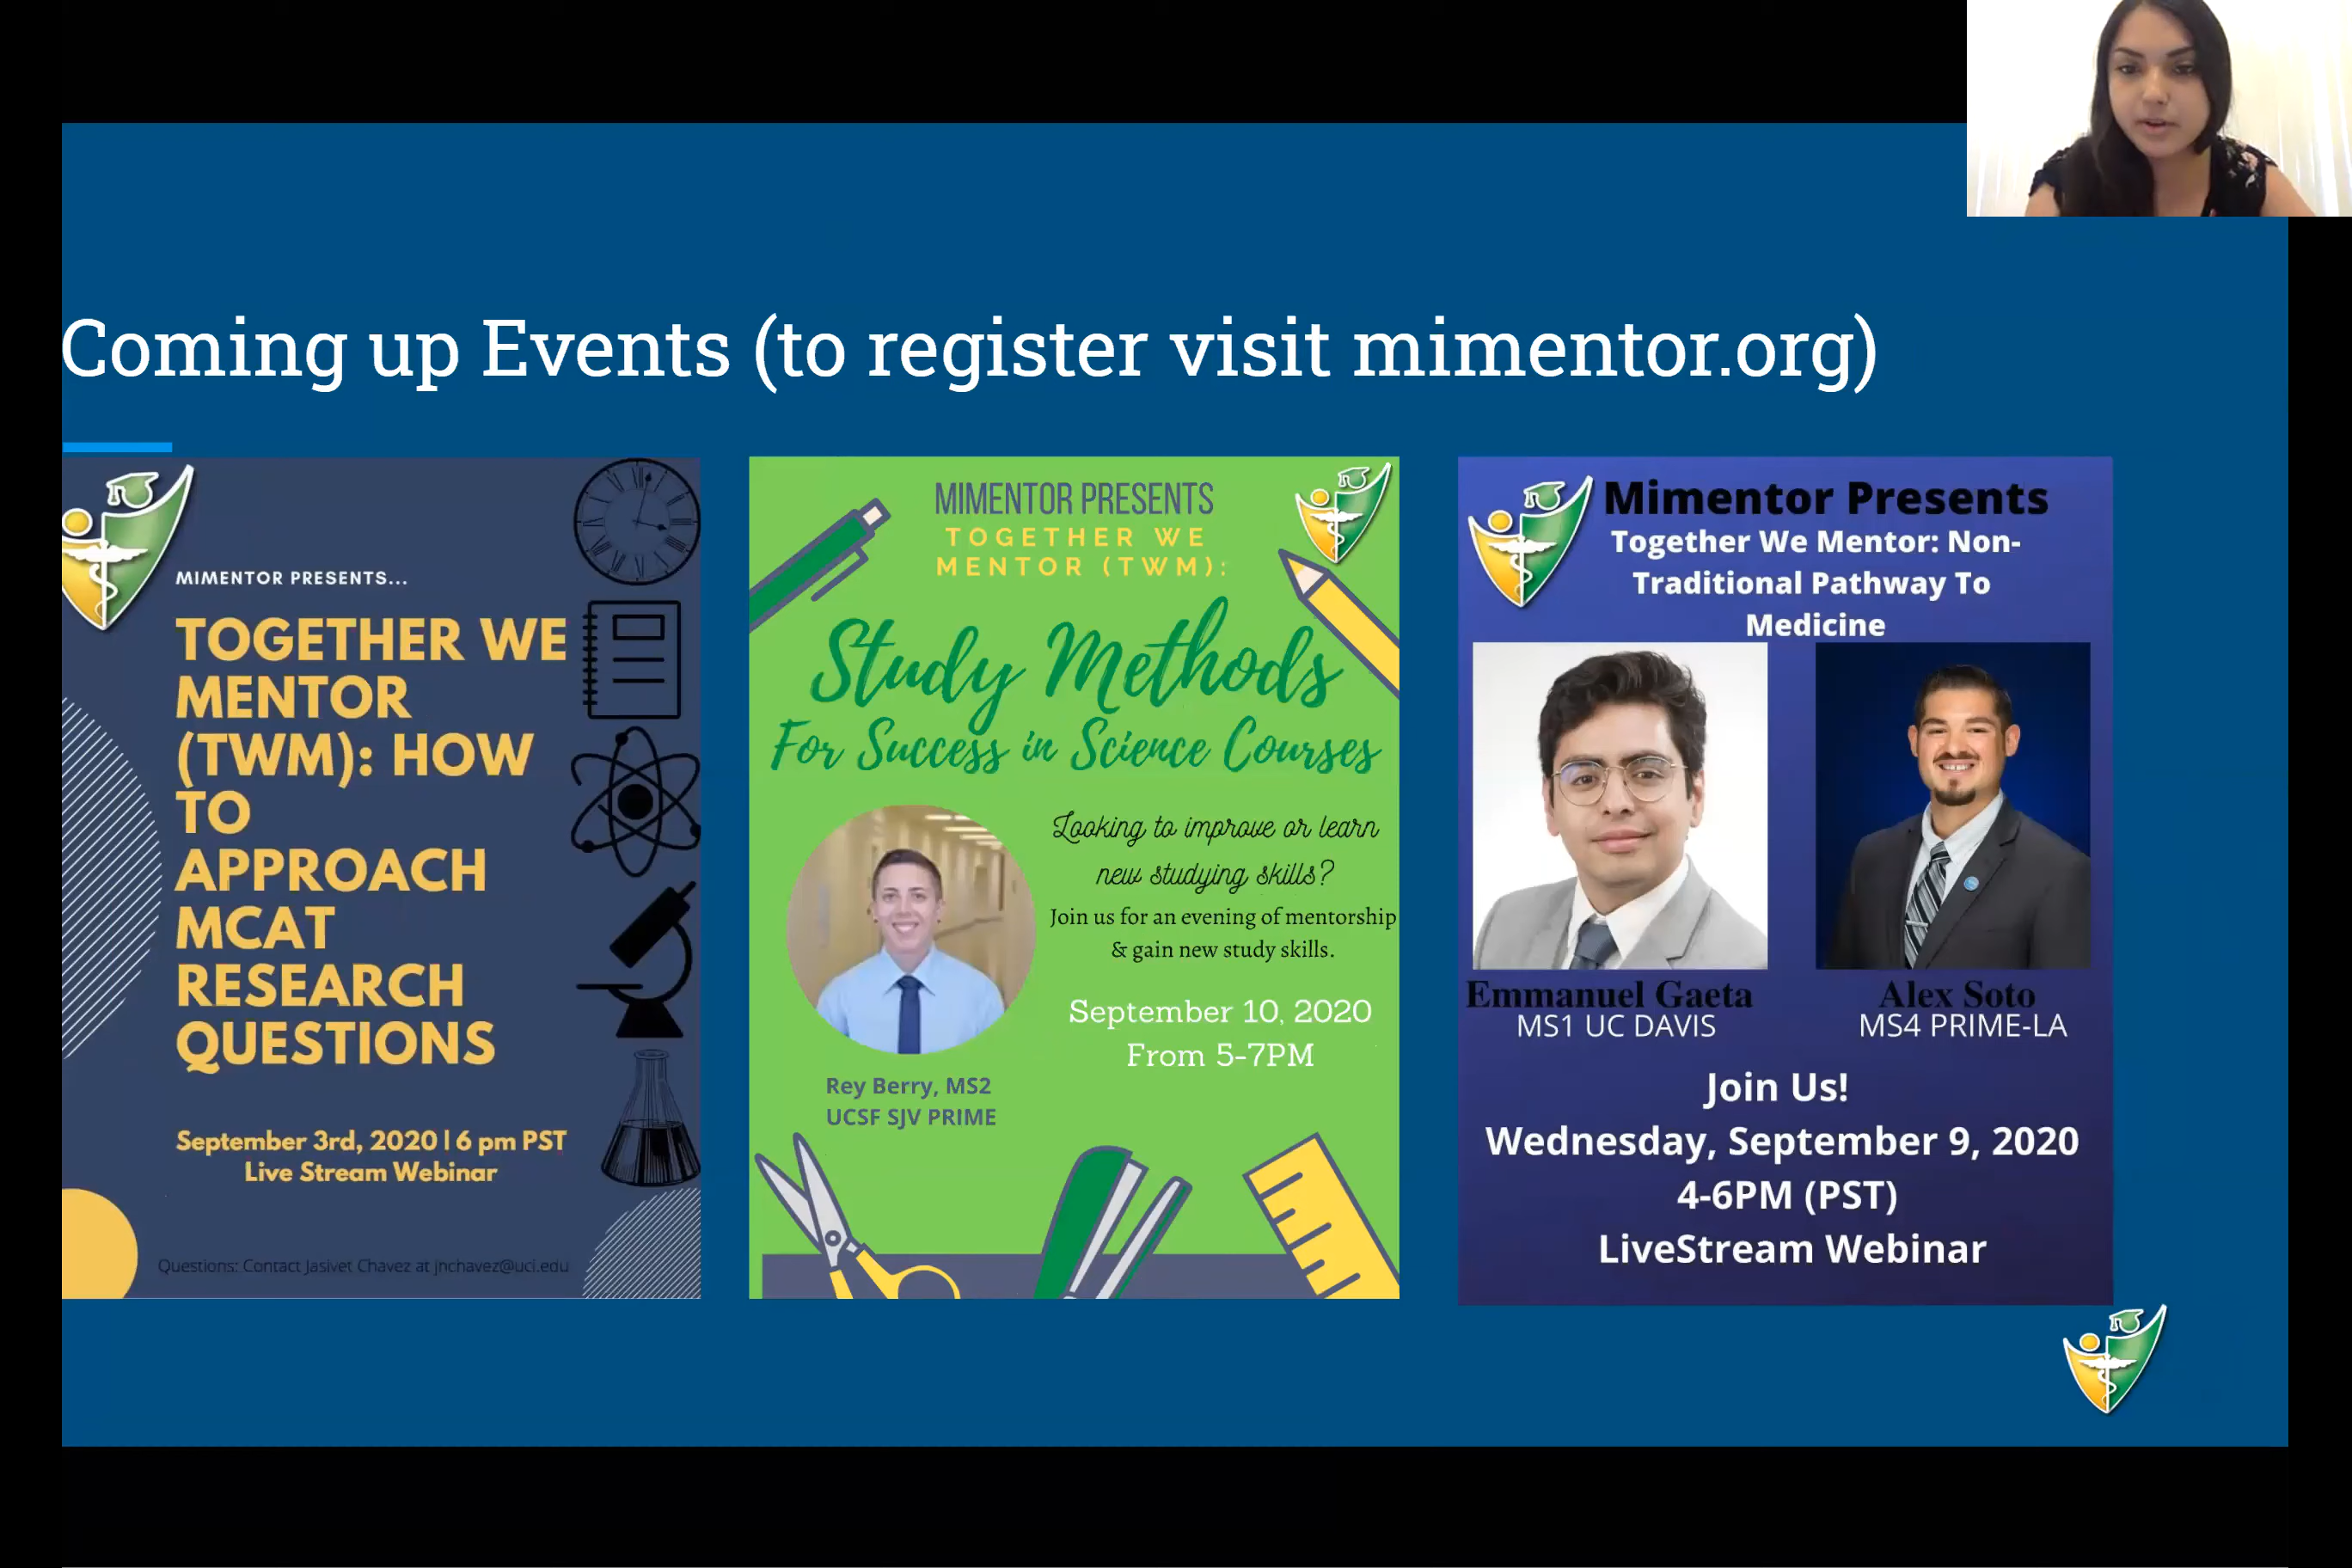 Coming up Events (to register visit mimentor.org)
MIMENTOR PRESENTS...
TOGETHER WE
MENTOR
(TWM): HOW
TO
APPROACH
MCAT
RESEARCH
QUESTIONS
September 3rd, 2020 | 6 pm PST
Live Stream Webinar
Questions: Contact Jasivet Chavez at jnchavez@uci.edu
MIMENTOR PRESENTS
TOGETHER WE
MENTOR (TWM):
Study Methods
For Success in Science Courses
Looking to improve or learn
new studying skills?
Join us for an evening of mentorship
& gain new study skills.
September 10, 2020
From 5-7PM
Rey Berry, MS2
UCSF SJV PRIME
Mimentor Presents
Together We Mentor: Non-
Traditional Pathway To
Medicine
Emmanuel Gaeta
MS1 UC DAVIS
Alex Soto
MS4 PRIME-LA
Join Us!
Wednesday, September 9, 2020
4-6PM (PST)
LiveStream Webinar